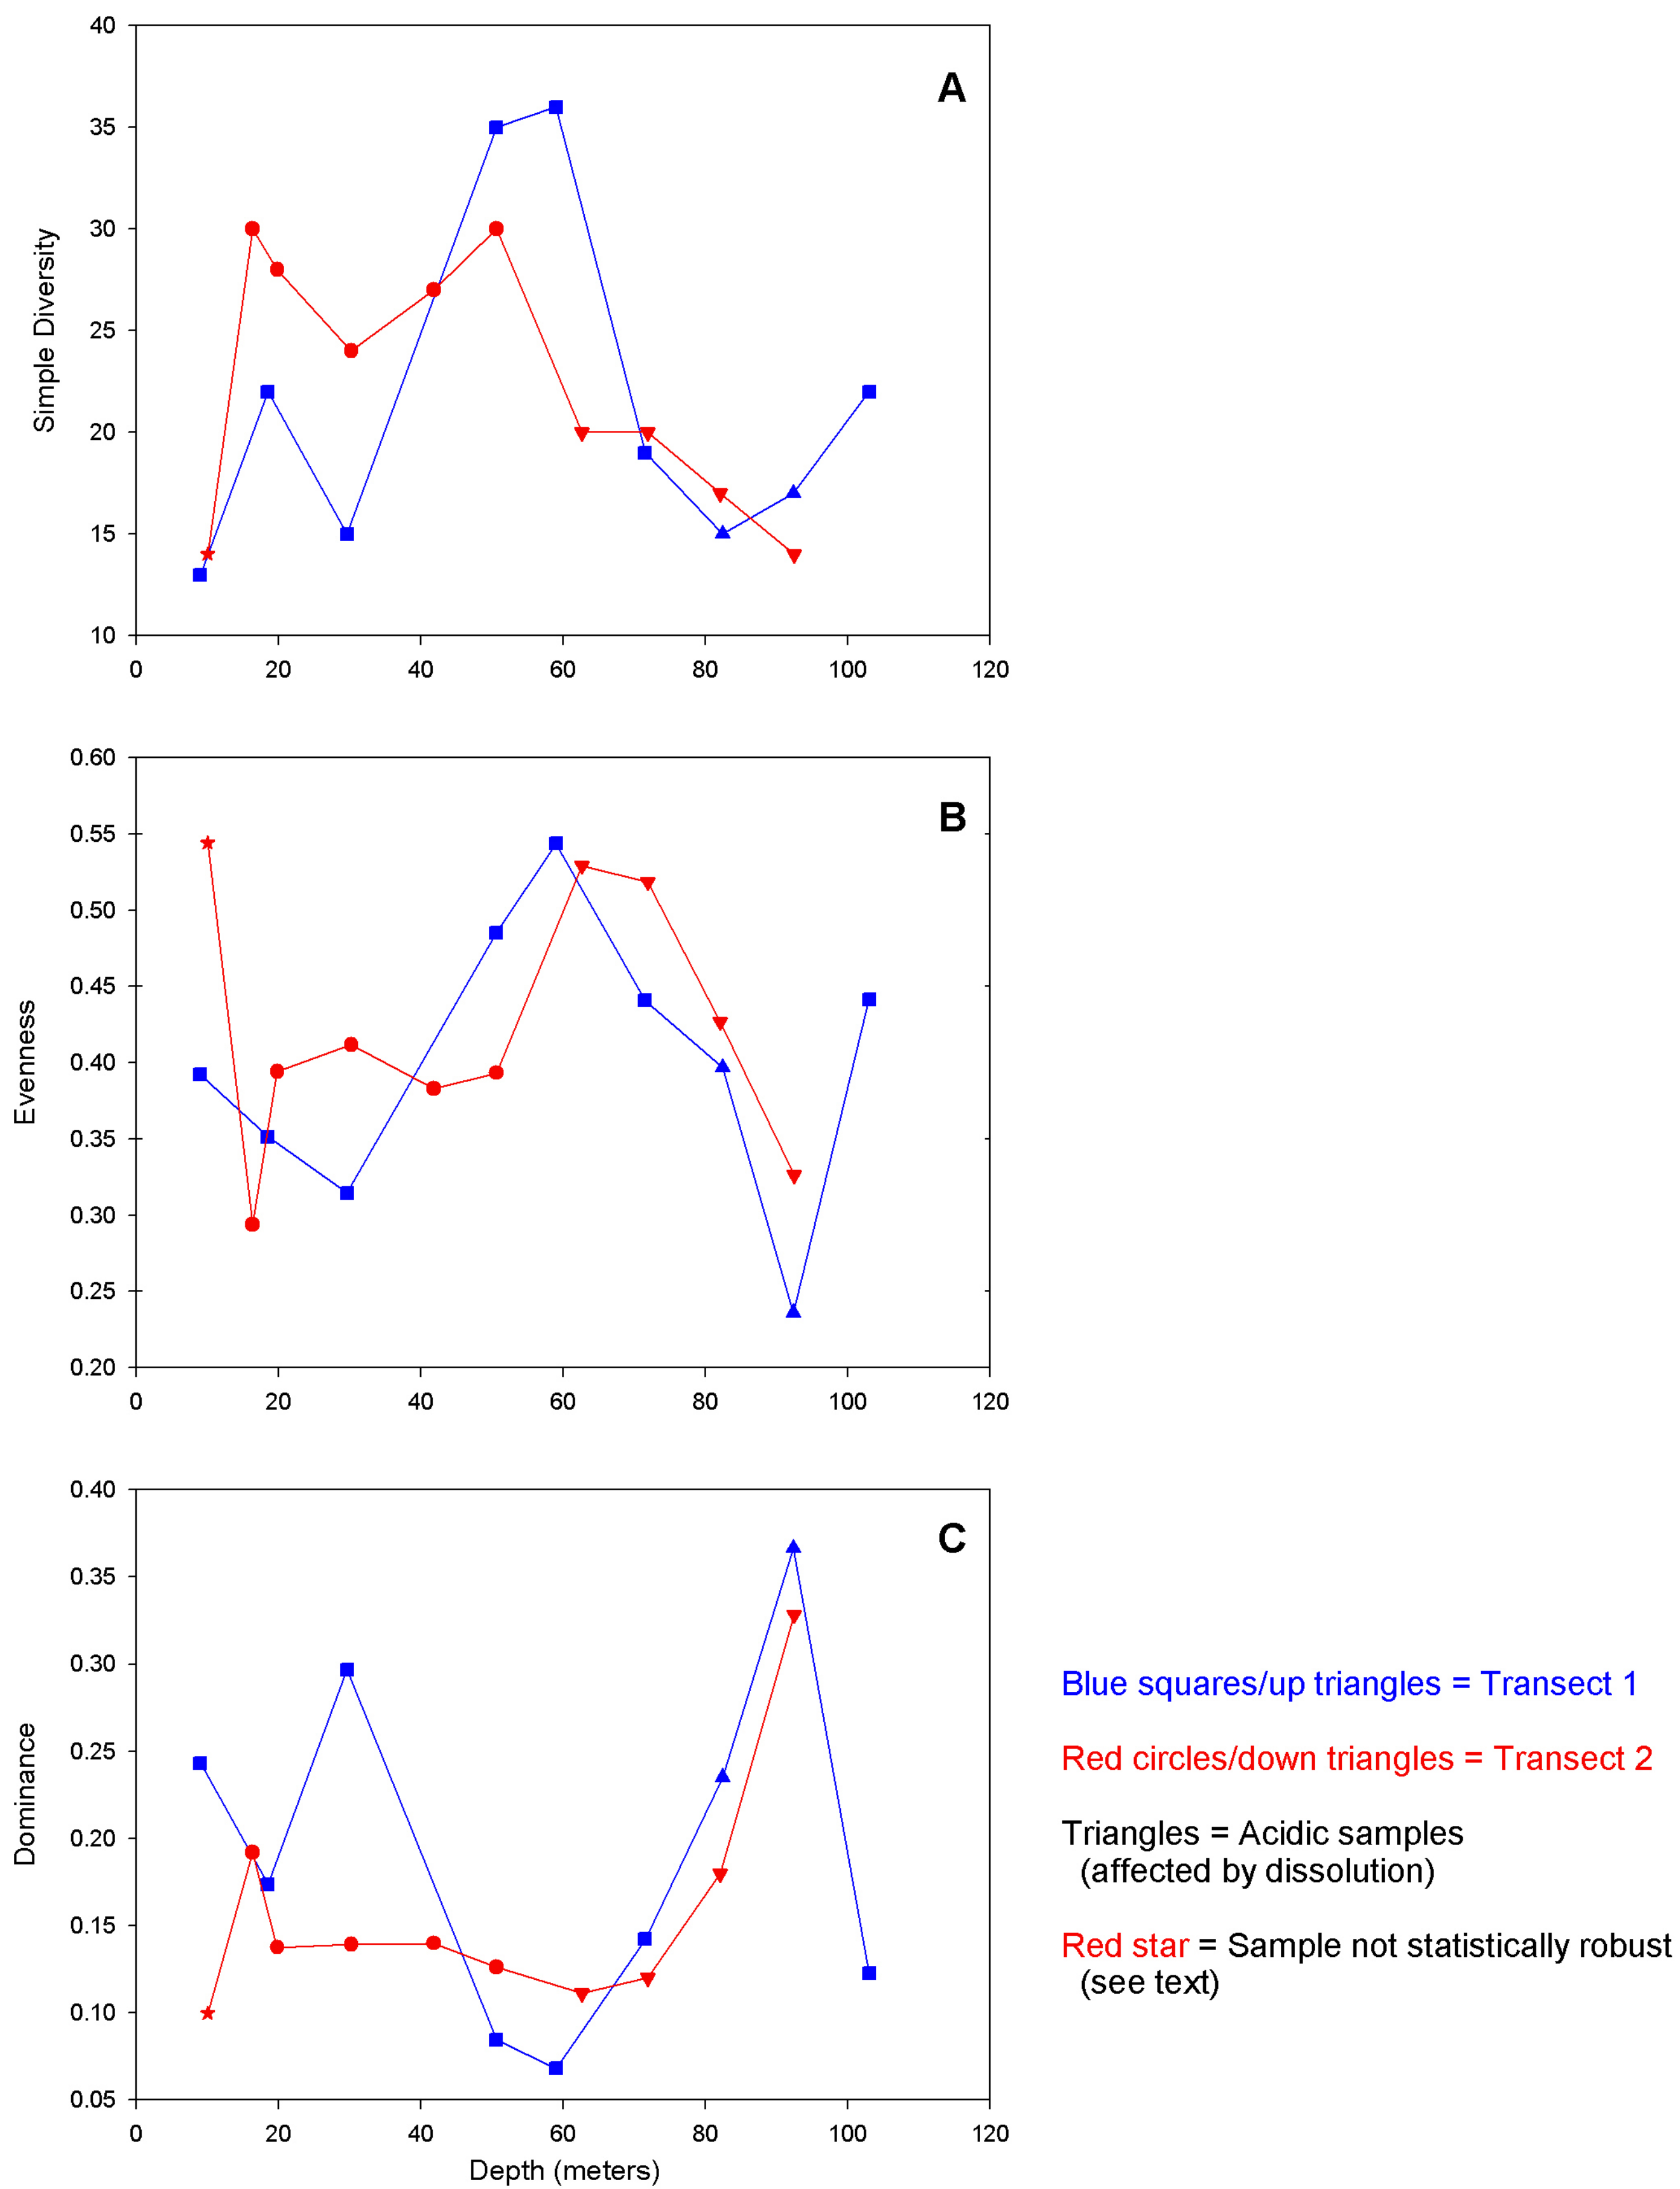 40
A
35
30
25
20
15
10
Simple Diversity
0 20 40 60 80 100 120
0.60
B
0.55
0.50
0.45
0.40
0.35
0.30
0.25
0.20
Evenness
0 20 40 60 80 100 120
0.40
C
0.35
0.30
0.25
0.20
0.15
0.10
0.05
Dominance
0 20 40 60 80 100 120
Depth (meters)
Blue squares/up triangles = Transect 1
Red circles/down triangles = Transect 2
Triangles = Acidic samples
(affected by dissolution)
Red star = Sample not statistically robust
(see text)